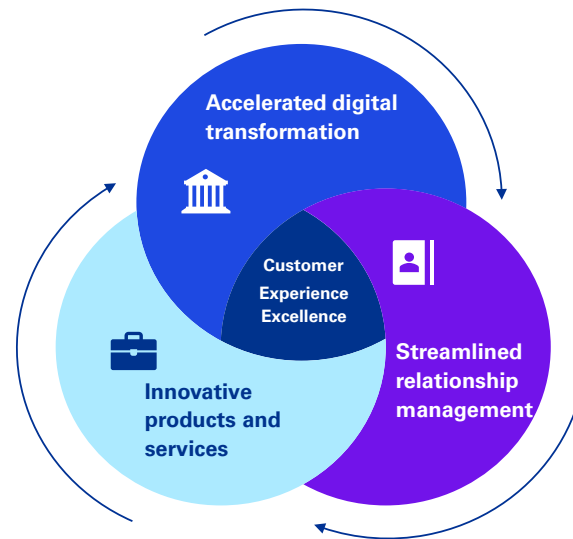 Accelerated digital
transformation
Customer
Experience
Excellence
Streamlined
relationship
management
Innovative
products and
services